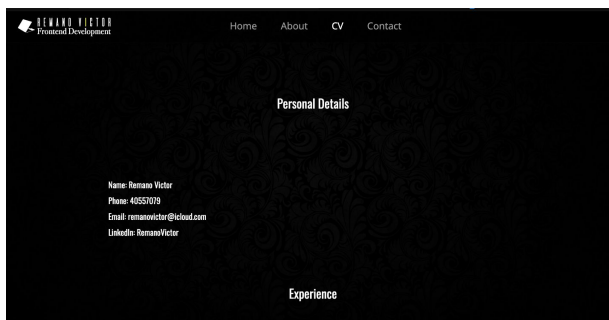 REMANO VICTOR
Frontend Development
Home About CV Contact
Personal Details
Name: Remano Victor
Phone: 40557079
Email: remanovictor@icloud.com
LinkedIn: RemanoVictor
Experience